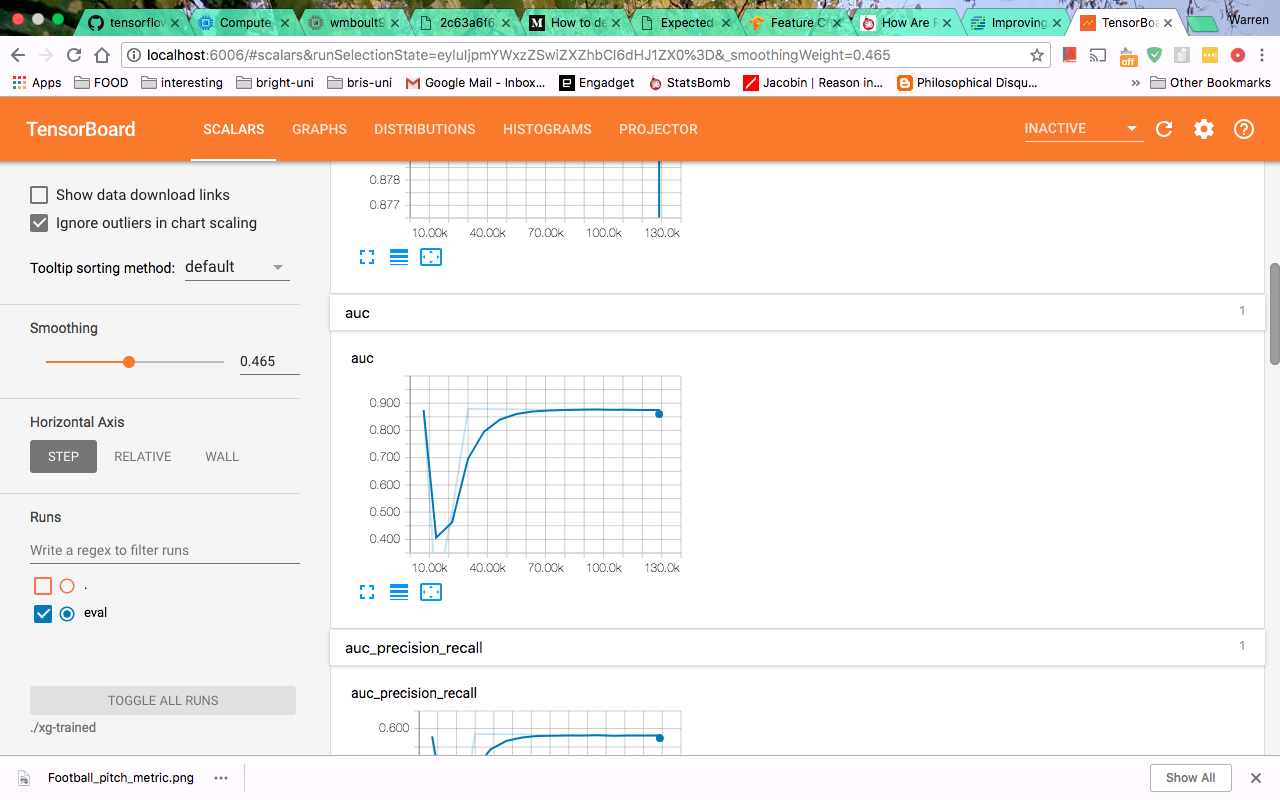 tensorflow
Compute
wmboult9
2c63a6f6
How to de
Expected
Feature C
How Are P
Improving
TensorBoa
Warren
localhost:6006/#scalars&runSelectionState=eyIuIjpmYWxzZSwiZXZhbCI6dHJ1ZX0%3D&_smoothingWeight=0.465
off
Apps
FOOD
interesting
bright-uni
bris-uni
Google Mail - Inbox...
Engadget
StatsBomb
Jacobin | Reason in...
Philosophical Disqu...
»
Other Bookmarks
TensorBoard
SCALARS
GRAPHS
DISTRIBUTIONS
HISTOGRAMS
PROJECTOR
INACTIVE
Show data download links
Ignore outliers in chart scaling
Tooltip sorting method: default
Smoothing
0.465
Horizontal Axis
STEP
RELATIVE
WALL
Runs
Write a regex to filter runs
.
eval
TOGGLE ALL RUNS
./xg-trained
0.878
0.877
10.00k 40.00k 70.00k 100.0k 130.0k
auc
1
auc
0.900
0.800
0.700
0.600
0.500
0.400
10.00k 40.00k 70.00k 100.0k 130.0k
auc_precision_recall
1
auc_precision_recall
0.600
Football_pitch_metric.png
Show All